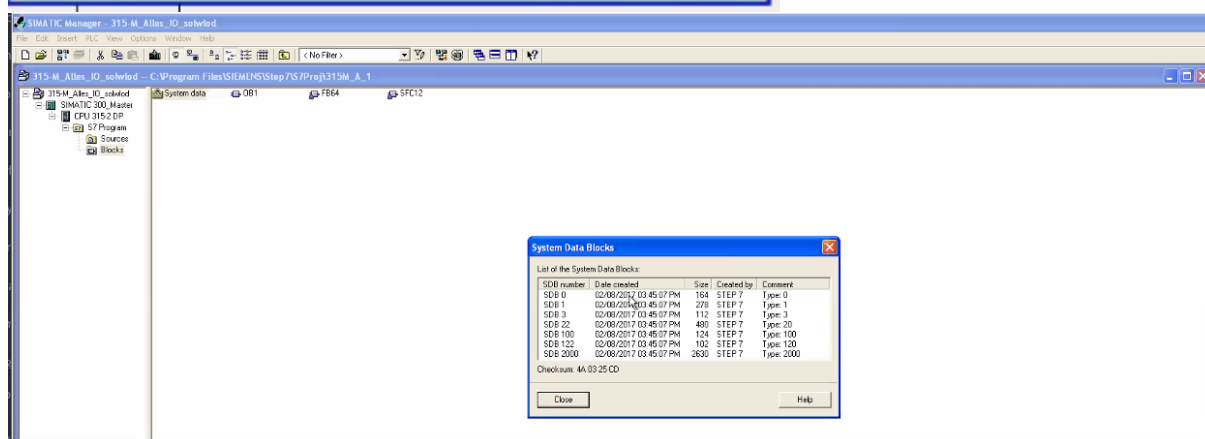 SIMATIC Manager - 315-M_Alles_IO_solwlod
File Edit Insert PLC View Options Window Help
< No Filter >
315-M_Alles_IO_solwlod -- C:\Program Files\SIEMENS\Step7\S7Proj\315M_A_1
315-M_Alles_IO_solwlod
SIMATIC 300_Master
CPU 315-2 DP
S7 Program
Sources
Blocks
System data OB1 FB64 SFC12
System Data Blocks
List of the System Data Blocks:
SDB number Date created Size Created by Comment
SDB 0 02/08/2017 03:45:07 PM 164 STEP 7 Type: 0
SDB 1 02/08/2017 03:45:07 PM 278 STEP 7 Type: 1
SDB 3 02/08/2017 03:45:07 PM 112 STEP 7 Type: 3
SDB 22 02/08/2017 03:45:07 PM 480 STEP 7 Type: 20
SDB 100 02/08/2017 03:45:07 PM 124 STEP 7 Type: 100
SDB 122 02/08/2017 03:45:07 PM 102 STEP 7 Type: 120
SDB 2000 02/08/2017 03:45:07 PM 2630 STEP 7 Type: 2000
Checksum: 4A 03 25 CD
Close Help